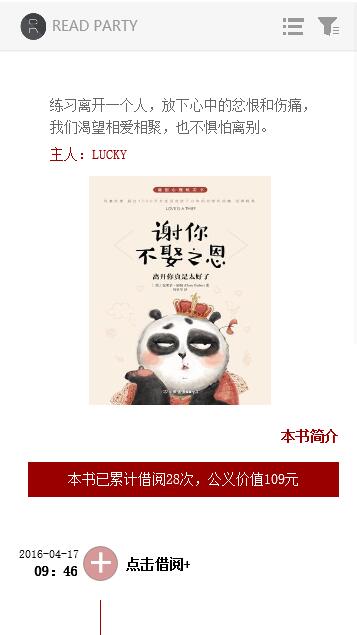 READ PARTY
练习离开一个人，放下心中的忿恨和伤痛，
我们渴望相爱相聚，也不惧怕离别。
主人：LUCKY
LOVE IS A THIEF
谢你
不娶之恩
离开你真是太好了
本书简介
本书已累计借阅28次，公义价值109元
2016-04-17
09：46
点击借阅+